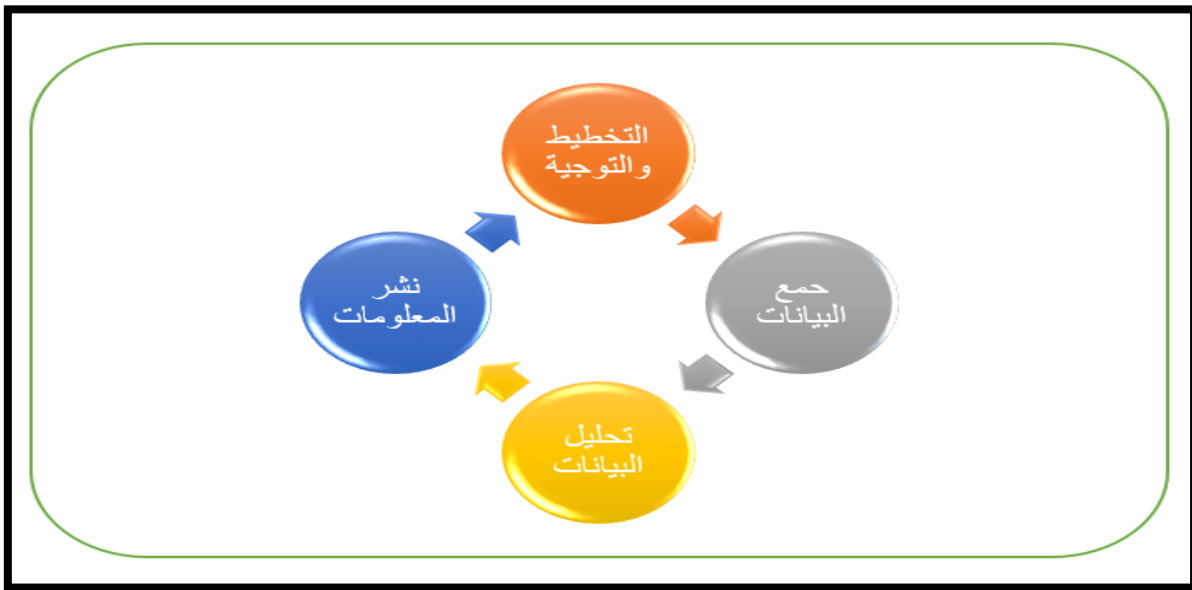 التخطيط
والتوجية
حمع
البيانات
تحليل
البيانات
نشر
المعلومات